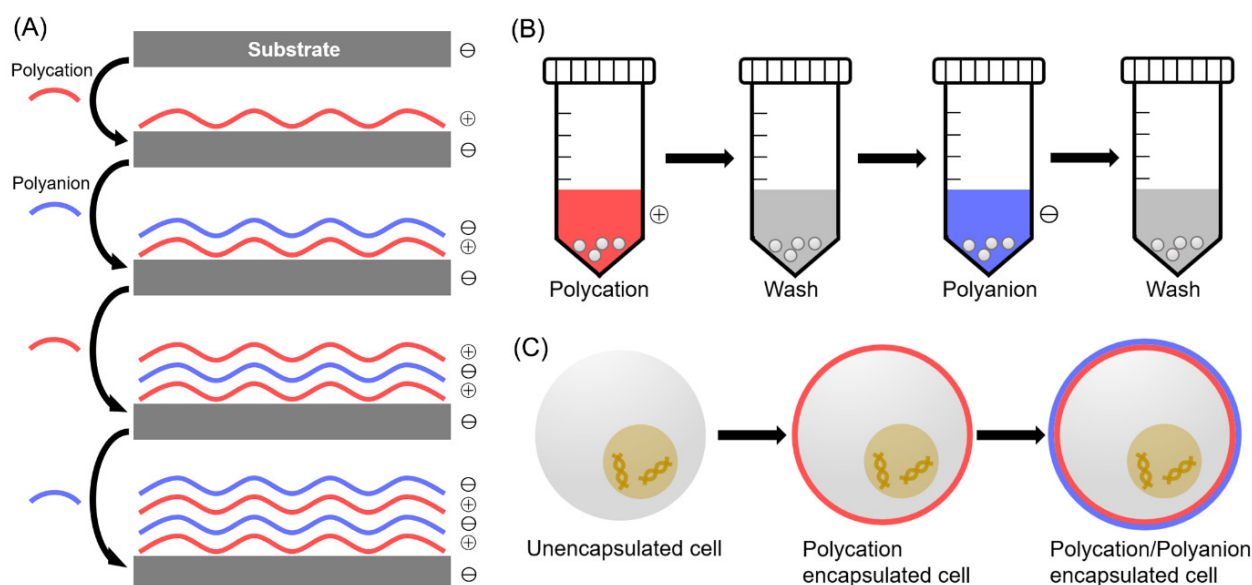 (A)
Substrate
⊖
Polycation
⊕
⊖
Polyanion
⊖
⊕
⊖
⊕
⊖
⊕
⊖
⊖
⊕
⊖
⊕
⊖
(B)
⊕
⊖
Polycation
Wash
Polyanion
Wash
(C)
Unencapsulated cell
Polycation
encapsulated cell
Polycation/Polyanion
encapsulated cell